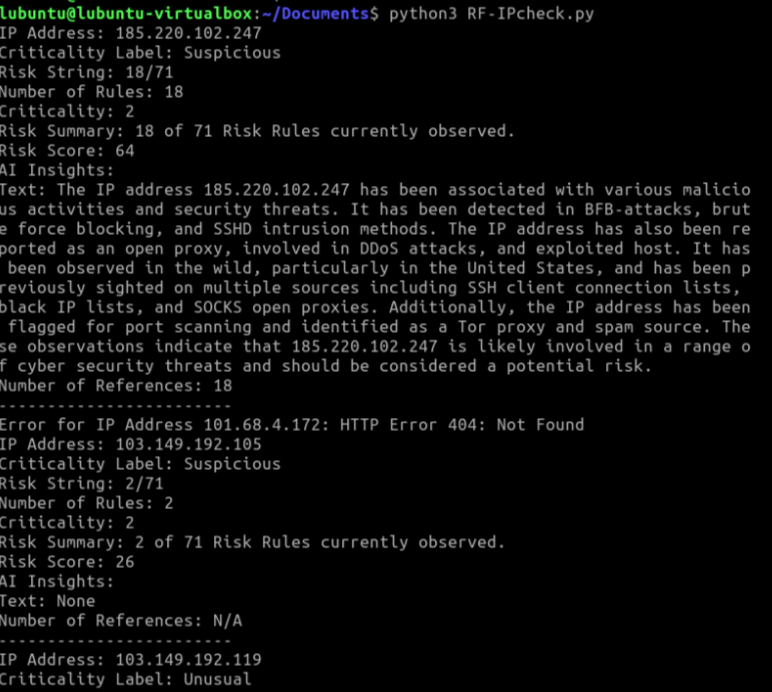 lubuntu@lubuntu-virtualbox:~/Documents$ python3 RF-IPcheck.py
IP Address: 185.220.102.247
Criticality Label: Suspicious
Risk String: 18/71
Number of Rules: 18
Criticality: 2
Risk Summary: 18 of 71 Risk Rules currently observed.
Risk Score: 64
AI Insights:
Text: The IP address 185.220.102.247 has been associated with various malicio
us activities and security threats. It has been detected in BFB-attacks, brut
e force blocking, and SSHD intrusion methods. The IP address has also been re
ported as an open proxy, involved in DDoS attacks, and exploited host. It has
 been observed in the wild, particularly in the United States, and has been p
reviously sighted on multiple sources including SSH client connection lists,
black IP lists, and SOCKS open proxies. Additionally, the IP address has been
 flagged for port scanning and identified as a Tor proxy and spam source. The
se observations indicate that 185.220.102.247 is likely involved in a range o
f cyber security threats and should be considered a potential risk.
Number of References: 18
------------------------
Error for IP Address 101.68.4.172: HTTP Error 404: Not Found
IP Address: 103.149.192.105
Criticality Label: Suspicious
Risk String: 2/71
Number of Rules: 2
Criticality: 2
Risk Summary: 2 of 71 Risk Rules currently observed.
Risk Score: 26
AI Insights:
Text: None
Number of References: N/A
------------------------
IP Address: 103.149.192.119
Criticality Label: Unusual